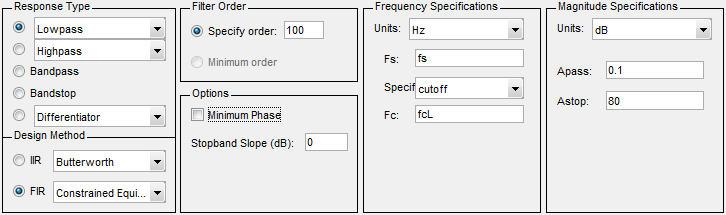 Response Type
Lowpass
Highpass
Bandpass
Bandstop
Differentiator
Design Method
IIR Butterworth
FIR Constrained Equi...
Filter Order
Specify order: 100
Minimum order
Options
Minimum Phase
Stopband Slope (dB): 0
Frequency Specifications
Units: Hz
Fs: fs
Specif cutoff
Fc: fcL
Magnitude Specifications
Units: dB
Apass: 0.1
Astop: 80